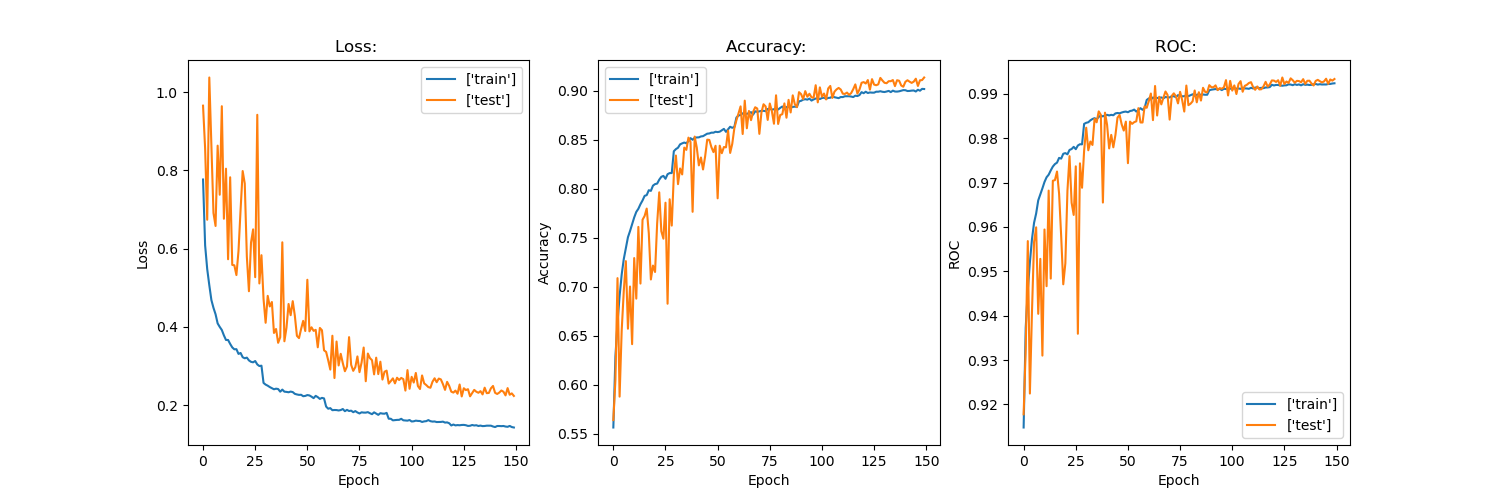 Loss:
Loss
1.0
0.8
0.6
0.4
0.2
0 25 50 75 100 125 150
Epoch
['train']
['test']
Accuracy:
Accuracy
0.90
0.85
0.80
0.75
0.70
0.65
0.60
0.55
0 25 50 75 100 125 150
Epoch
['train']
['test']
ROC:
ROC
0.99
0.98
0.97
0.96
0.95
0.94
0.93
0.92
0 25 50 75 100 125 150
Epoch
['train']
['test']